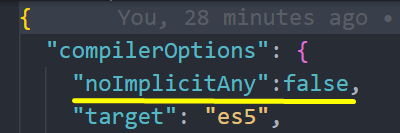 { You, 28 minutes ago •
"compilerOptions": {
"noImplicitAny":false,
"target": "es5",